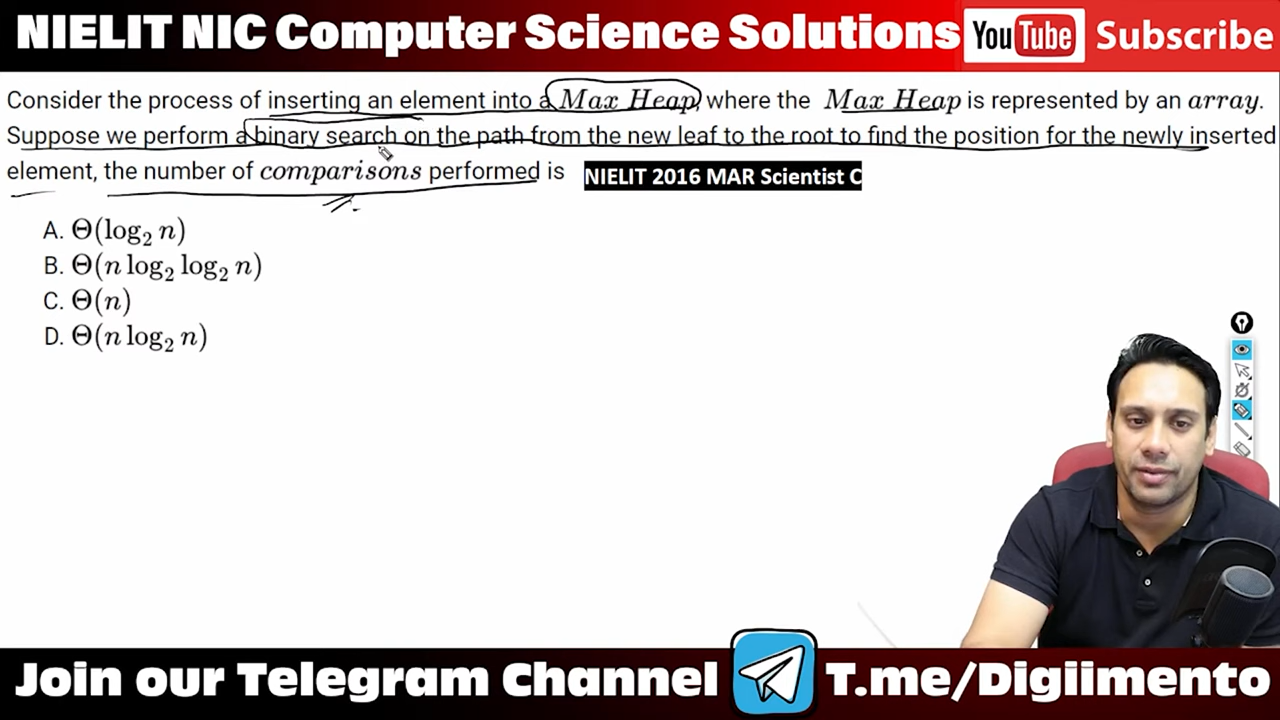 NIELIT NIC Computer Science Solutions YouTube Subscribe
Consider the process of inserting an element into a Max Heap, where the Max Heap is represented by an array.
Suppose we perform a binary search on the path from the new leaf to the root to find the position for the newly inserted
element, the number of comparisons performed is NIELIT 2016 MAR Scientist C
A. Θ(log₂ n)
B. Θ(n log₂ log₂ n)
C. Θ(n)
D. Θ(n log₂ n)
Join our Telegram Channel T.me/Digiimento